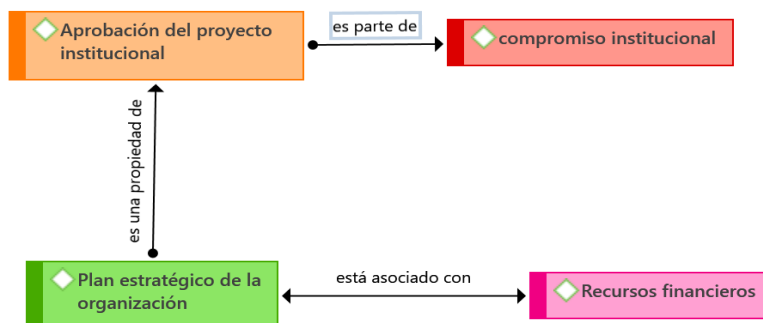 Aprobación del proyecto
institucional
es parte de
compromiso institucional
es una propiedad de
Plan estratégico de la
organización
está asociado con
Recursos financieros